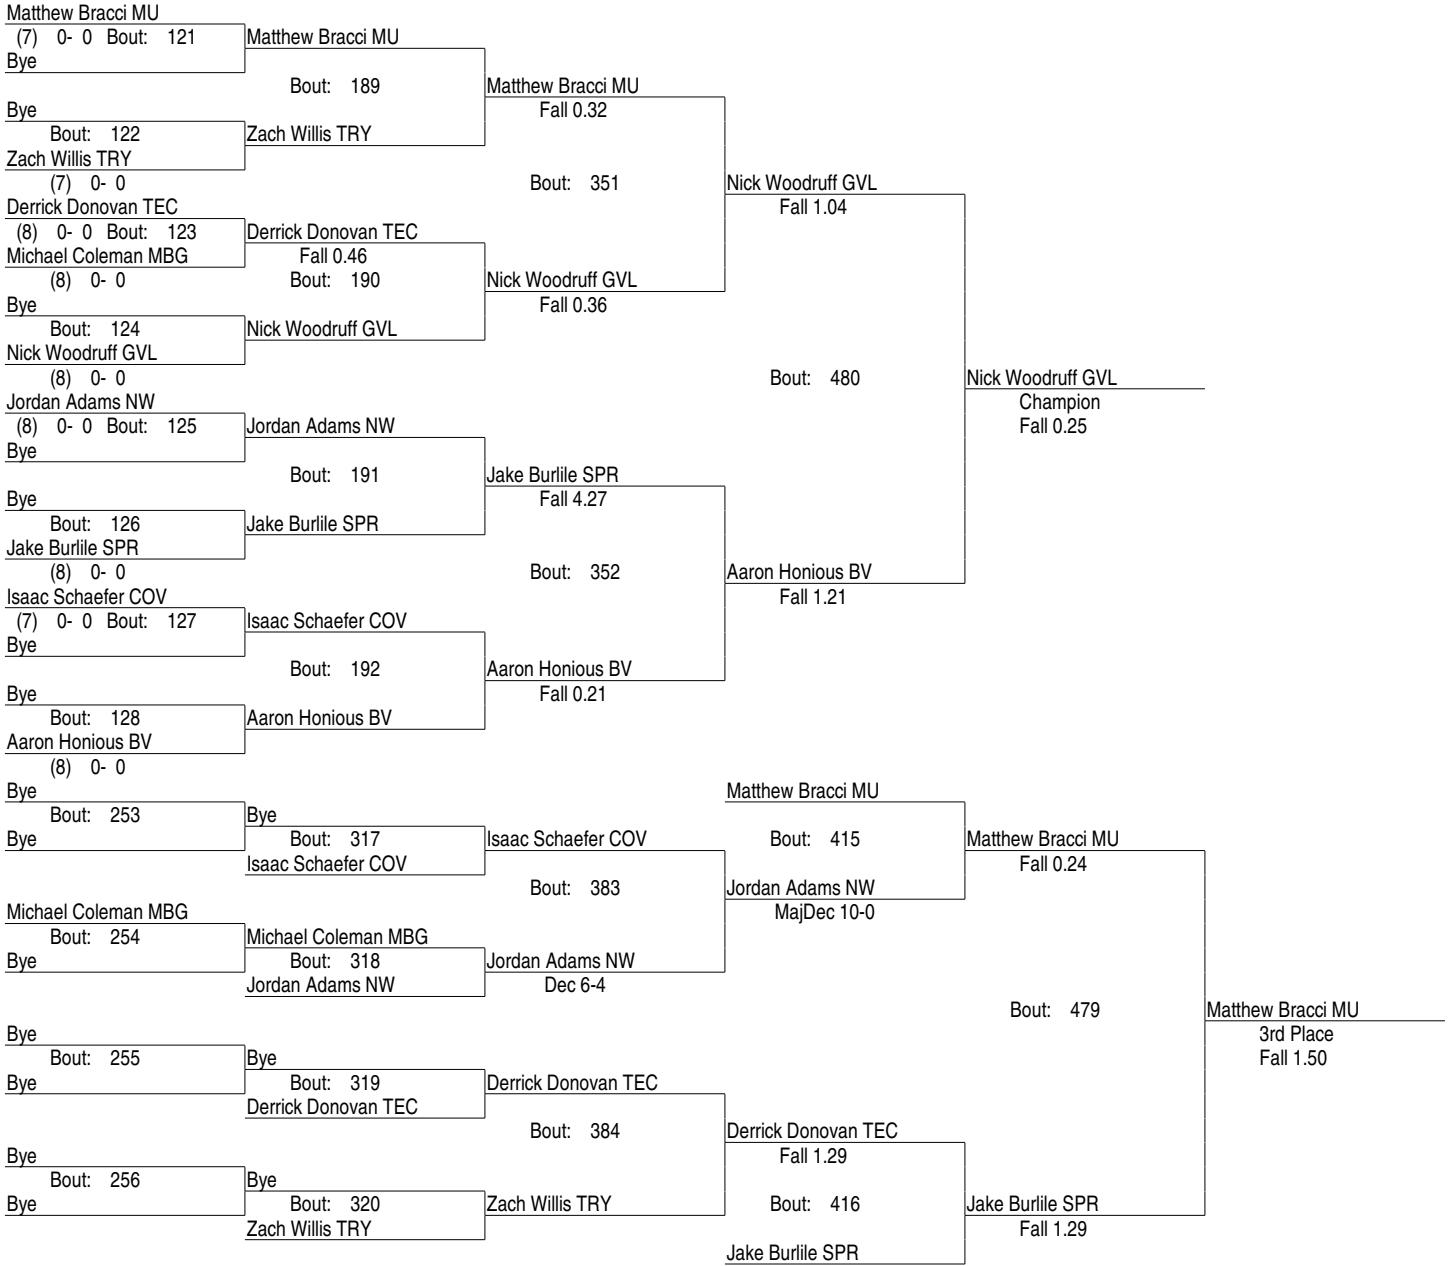 Matthew Bracci MU
(7) 0- 0 Bout: 121 Matthew Bracci MU
Bye
Bout: 189 Matthew Bracci MU
Bye Fall 0.32
Bout: 122 Zach Willis TRY
Zach Willis TRY
(7) 0- 0 Bout: 351 Nick Woodruff GVL
Derrick Donovan TEC Fall 1.04
(8) 0- 0 Bout: 123 Derrick Donovan TEC
Michael Coleman MBG Fall 0.46
(8) 0- 0 Bout: 190 Nick Woodruff GVL
Bye Fall 0.36
Bout: 124 Nick Woodruff GVL
Nick Woodruff GVL
(8) 0- 0 Bout: 480 Nick Woodruff GVL
Jordan Adams NW Champion
(8) 0- 0 Bout: 125 Jordan Adams NW Fall 0.25
Bye
Bout: 191 Jake Burlile SPR
Bye Fall 4.27
Bout: 126 Jake Burlile SPR
Jake Burlile SPR
(8) 0- 0 Bout: 352 Aaron Honious BV
Isaac Schaefer COV Fall 1.21
(7) 0- 0 Bout: 127 Isaac Schaefer COV
Bye
Bout: 192 Aaron Honious BV
Bye Fall 0.21
Bout: 128 Aaron Honious BV
Aaron Honious BV
(8) 0- 0
Bye Matthew Bracci MU
Bout: 253 Bye
Bye Bout: 317 Isaac Schaefer COV Bout: 415 Matthew Bracci MU
Isaac Schaefer COV Fall 0.24
Bout: 383 Jordan Adams NW
Michael Coleman MBG MajDec 10-0
Bout: 254 Michael Coleman MBG
Bye Bout: 318 Jordan Adams NW
Jordan Adams NW Dec 6-4
Bout: 479 Matthew Bracci MU
Bye 3rd Place
Bout: 255 Bye Fall 1.50
Bye Bout: 319 Derrick Donovan TEC
Derrick Donovan TEC
Bout: 384 Derrick Donovan TEC
Bye Fall 1.29
Bout: 256 Bye
Bye Bout: 320 Zach Willis TRY Bout: 416 Jake Burlile SPR
Zach Willis TRY Fall 1.29
Jake Burlile SPR